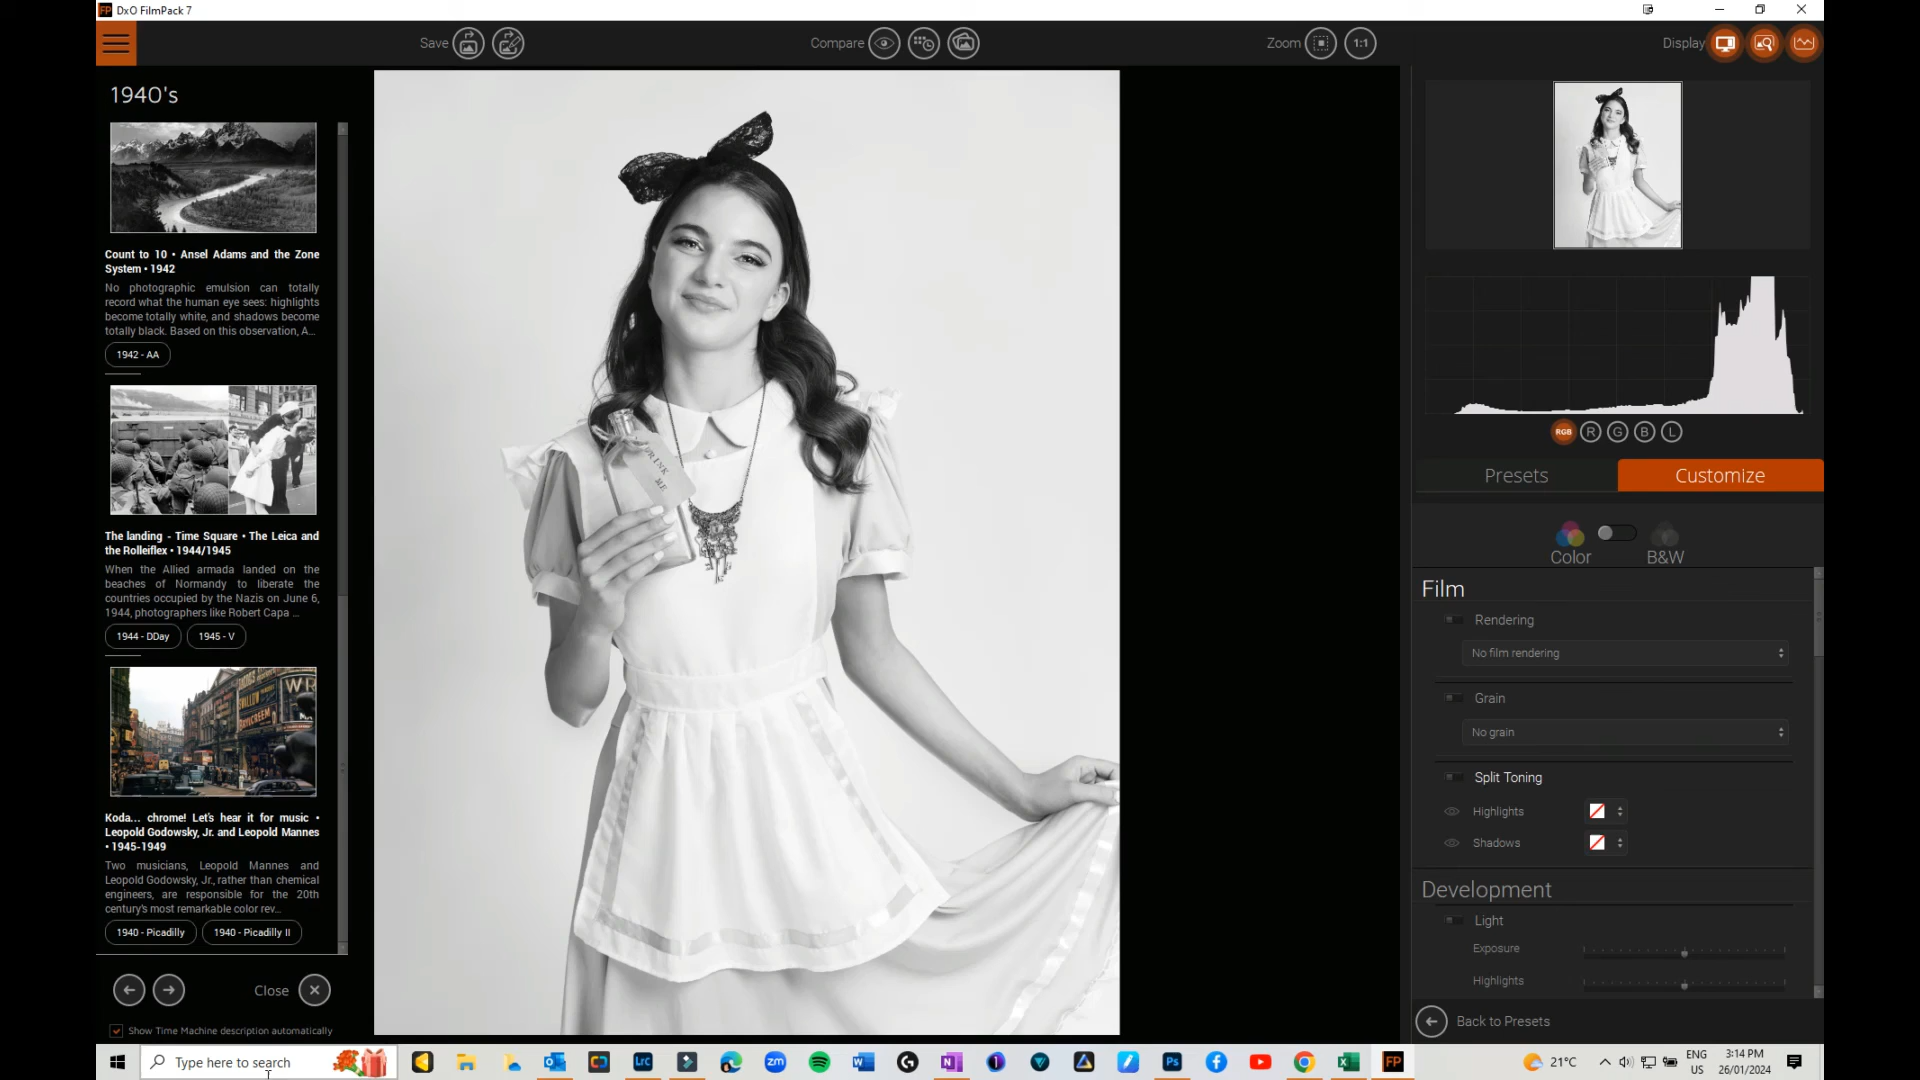 DxO FilmPack 7
Save
Compare
Zoom
1:1
Display
1940's
Count to 10 • Ansel Adams and the Zone
System • 1942
No photographic emulsion can totally
record what the human eye sees: highlights
become totally white, and shadows become
totally black. Based on this observation, A...
1942 - AA
The landing - Time Square • The Leica and
the Rolleiflex • 1944/1945
When the Allied armada landed on the
beaches of Normandy to liberate the
countries occupied by the Nazis on June 6,
1944, photographers like Robert Capa ...
1944 - DDay
1945 - V
Koda... chrome! Let's hear it for music •
Leopold Godowsky, Jr. and Leopold Mannes
• 1945-1949
Two musicians, Leopold Mannes and
Leopold Godowsky, Jr., rather than chemical
engineers, are responsible for the 20th
century's most remarkable color rev...
1940 - Picadilly
1940 - Picadilly II
Close
Show Time Machine description automatically
DRINK
ME
RGB
R
G
B
L
Presets
Customize
Color
B&W
Film
Rendering
No film rendering
Grain
No grain
Split Toning
Highlights
Shadows
Development
Light
Exposure
Highlights
Back to Presets
Type here to search
LrC
zm
W
N
Ps
FP
21°C
ENG
US
3:14 PM
26/01/2024